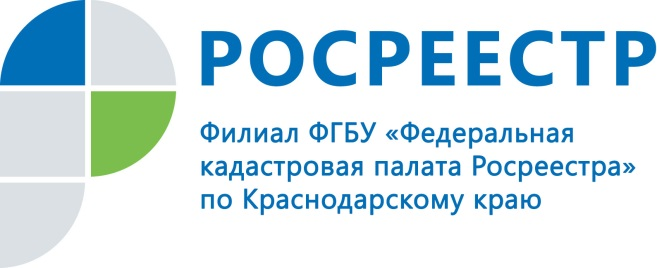 РОСРЕЕСТР
Филиал ФГБУ «Федеральная
кадастровая палата Росреестра»
по Краснодарскому краю